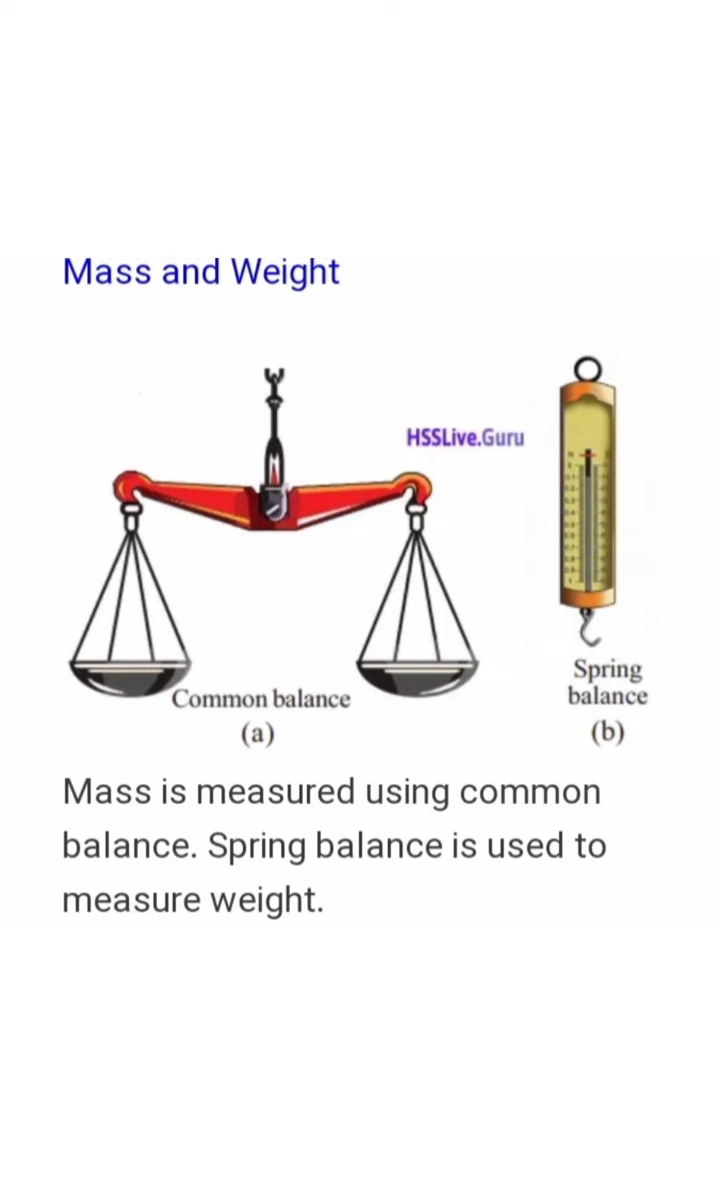 Mass and Weight
HSSLive.Guru
Common balance
(a)
Spring
balance
(b)
Mass is measured using common
balance. Spring balance is used to
measure weight.